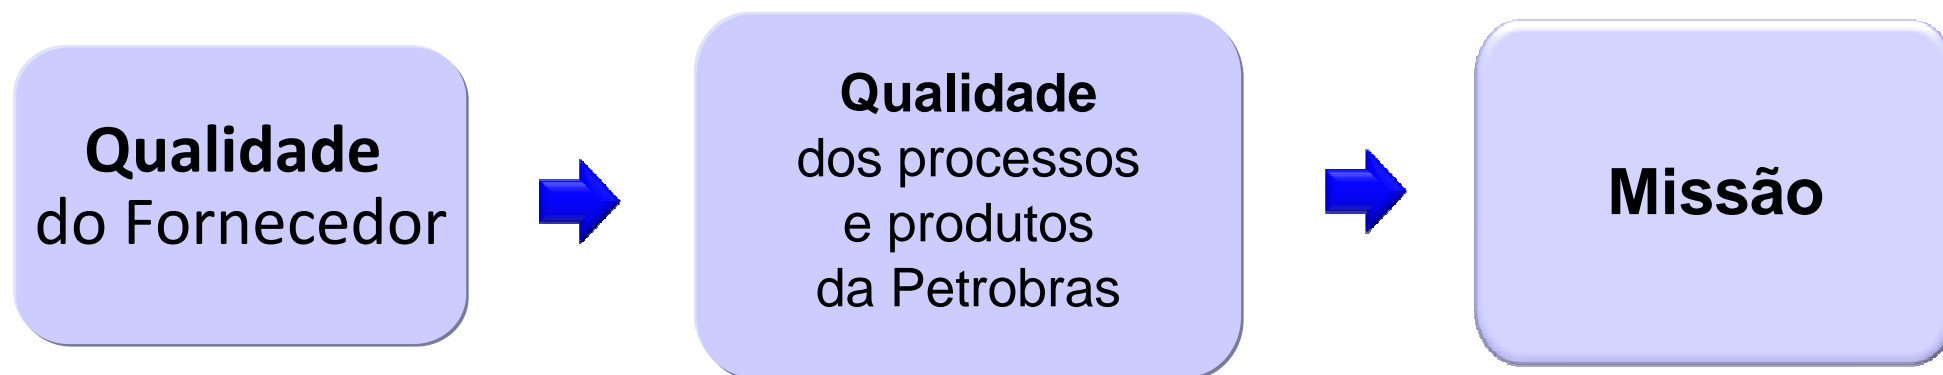 Qualidade
do Fornecedor
Qualidade
dos processos
e produtos
da Petrobras
Missão